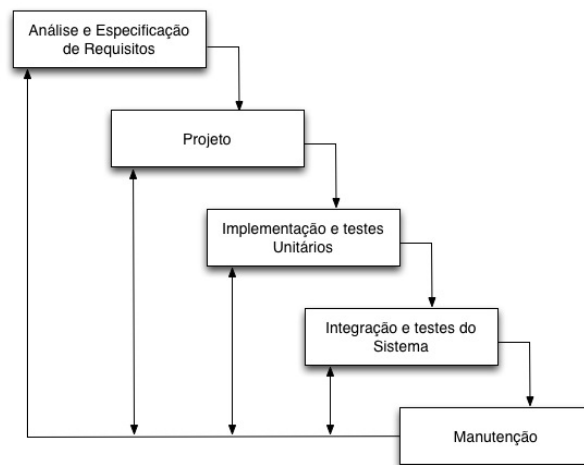 Análise e Especificação
de Requisitos
Projeto
Implementação e testes
Unitários
Integração e testes do
Sistema
Manutenção